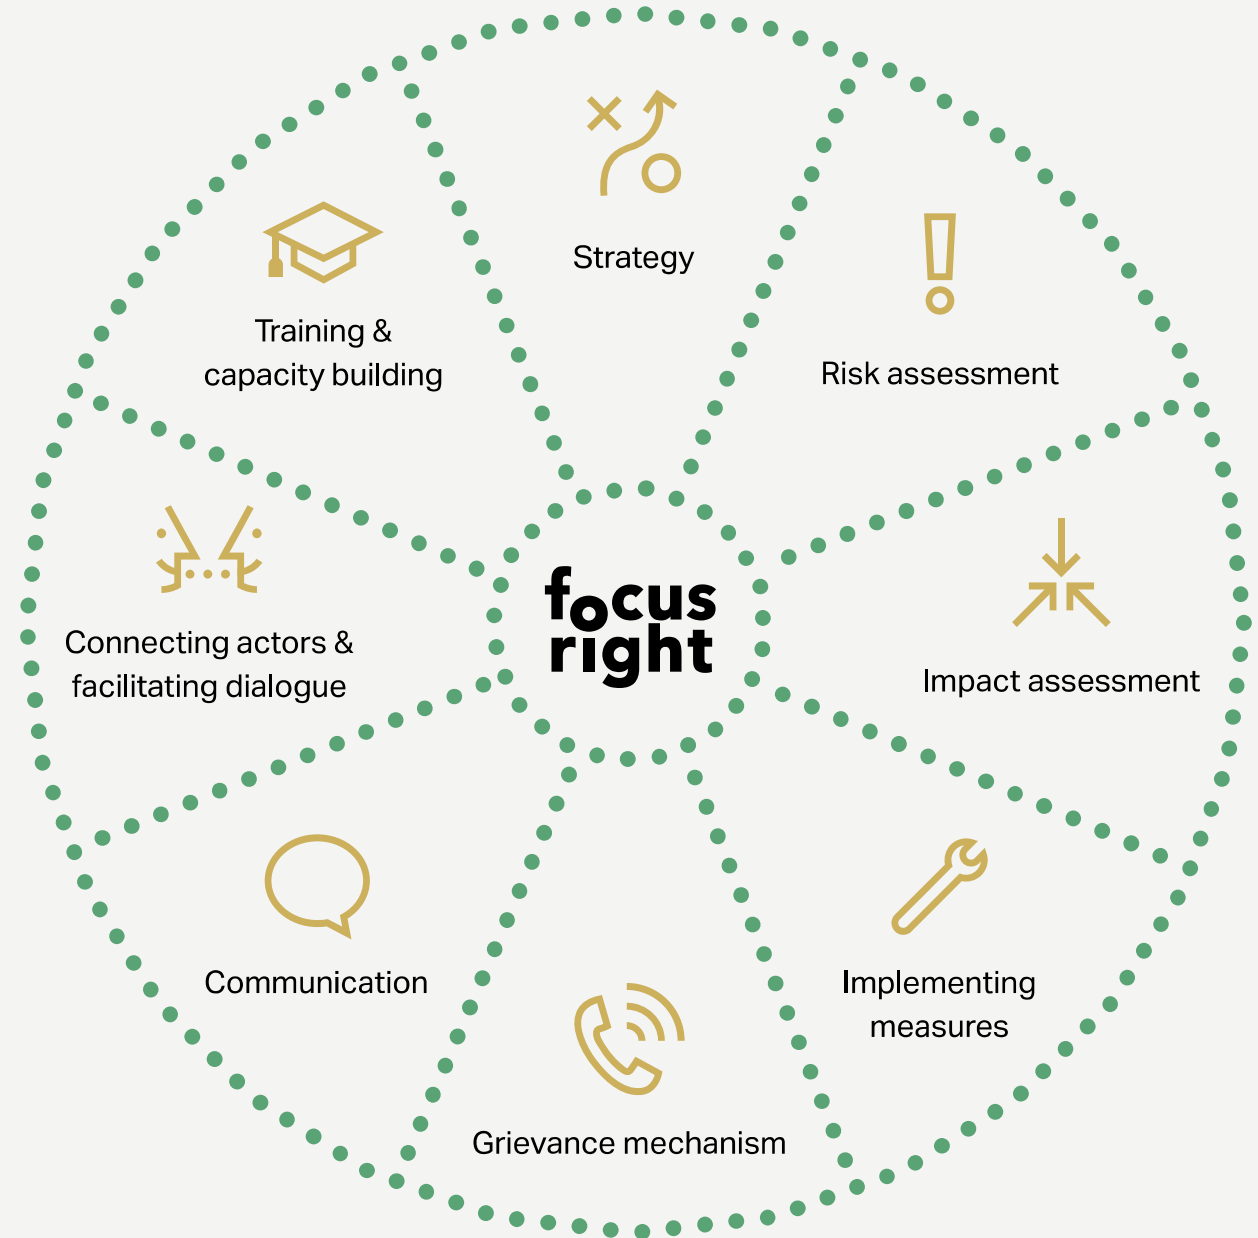 Strategy
Risk assessment
Impact assessment
Implementing
measures
Grievance mechanism
Communication
Connecting actors &
facilitating dialogue
Training &
capacity building
focus
right